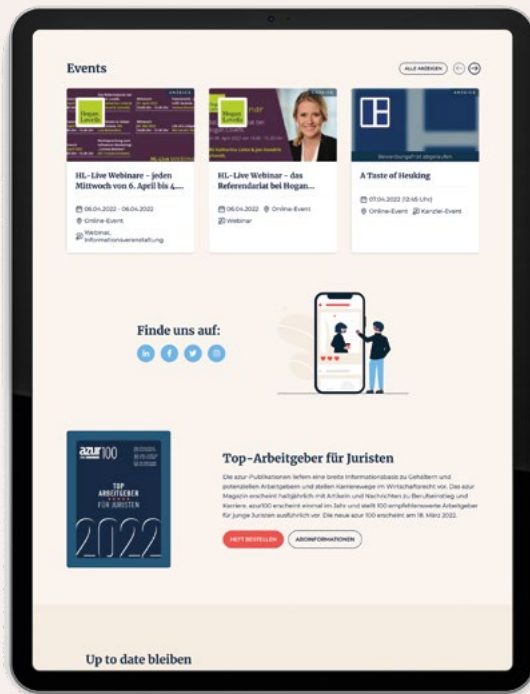 Events
ALLE ANZEIGEN
ANZEIGE
ANZEIGE
ANZEIGE
Hogan
Lovells
Hogan
Lovells
Bewerbungsfrist abgelaufen
HL-Live Webinare – jeden
Mittwoch von 6. April bis 4....
06.04.2022 - 06.04.2022
Online-Event
Webinar,
Informationsveranstaltung
HL-Live Webinar – das
Referendariat bei Hogan...
06.04.2022 Online-Event
Webinar
A Taste of Heuking
07.04.2022 (12:45 Uhr)
Online-Event Kanzlei-Event
Finde uns auf:
azur100
TOP
ARBEITGEBER
FÜR JURISTEN
2022
Top-Arbeitgeber für Juristen
Die azur-Publikationen liefern eine breite Informationsbasis zu Gehältern und
potenziellen Arbeitgebern und stellen Karrierewege im Wirtschaftsrecht vor. Das azur
Magazin erscheint halbjährlich mit Artikeln und Nachrichten zu Berufseinstieg und
Karriere, azur100 erscheint einmal im Jahr und stellt 100 empfehlenswerte Arbeitgeber
für junge Juristen ausführlich vor. Die neue azur 100 erscheint am 18. März 2022.
HEFT BESTELLEN
ABOINFORMATIONEN
Up to date bleiben